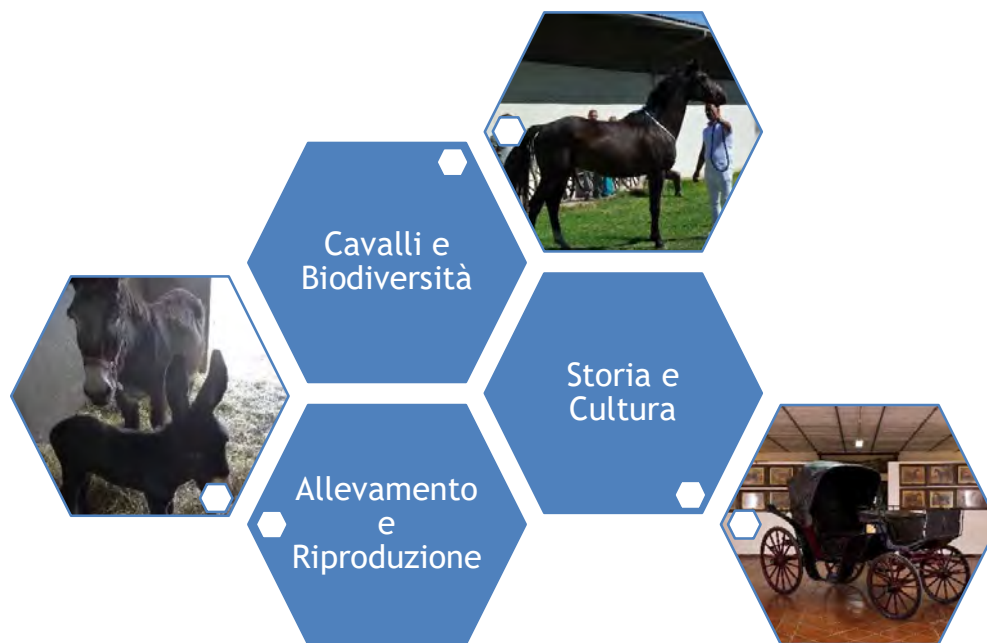 Cavalli e
Biodiversità
Storia e
Cultura
Allevamento
e
Riproduzione